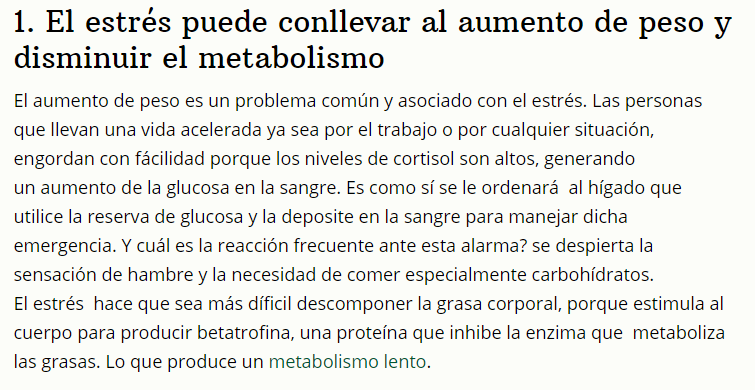 1. El estrés puede conllevar al aumento de peso y
disminuir el metabolismo
El aumento de peso es un problema común y asociado con el estrés. Las personas
que llevan una vida acelerada ya sea por el trabajo o por cualquier situación,
engordan con fácilidad porque los niveles de cortisol son altos, generando
un aumento de la glucosa en la sangre. Es como sí se le ordenará  al hígado que
utilice la reserva de glucosa y la deposite en la sangre para manejar dicha
emergencia. Y cuál es la reacción frecuente ante esta alarma? se despierta la
sensación de hambre y la necesidad de comer especialmente carbohídratos.
El estrés  hace que sea más díficil descomponer la grasa corporal, porque estimula al
cuerpo para producir betatrofina, una proteína que inhibe la enzima que  metaboliza
las grasas. Lo que produce un metabolismo lento.